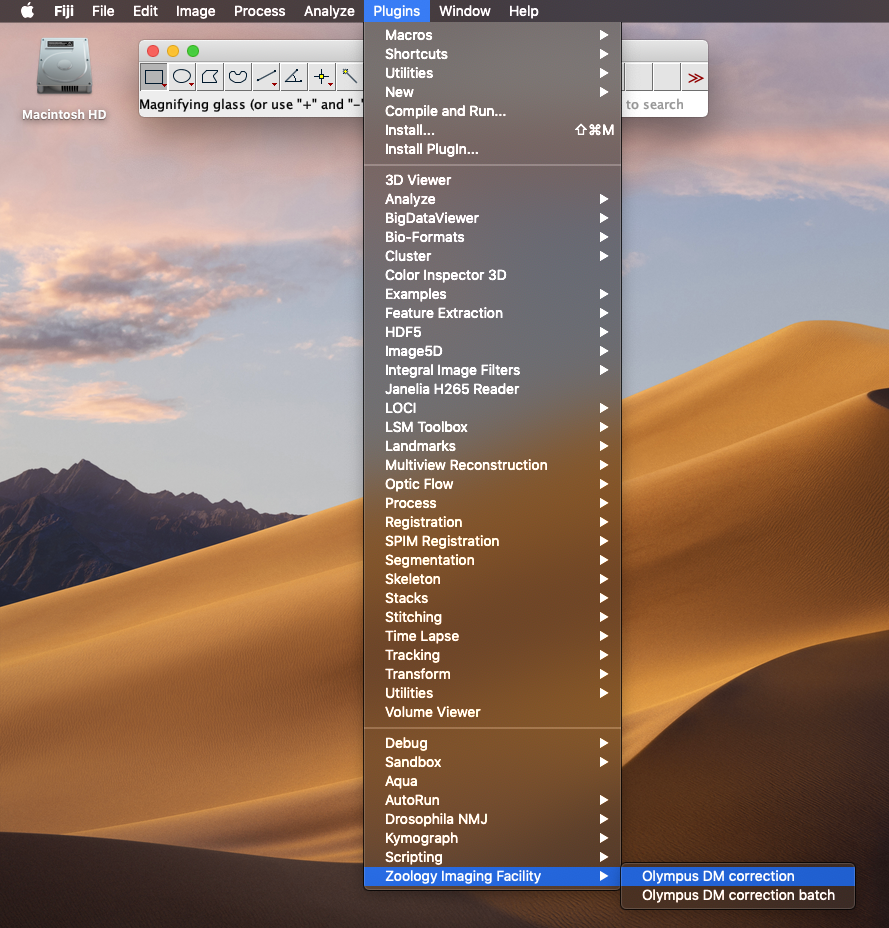 Fiji File Edit Image Process Analyze Plugins Window Help
Macintosh HD
Magnifying glass (or use "+" and "-"
to search
Macros
Shortcuts
Utilities
New
Compile and Run...
Install... ⇧⌘M
Install PlugIn...
3D Viewer
Analyze
BigDataViewer
Bio-Formats
Cluster
Color Inspector 3D
Examples
Feature Extraction
HDF5
Image5D
Integral Image Filters
Janelia H265 Reader
LOCI
LSM Toolbox
Landmarks
Multiview Reconstruction
Optic Flow
Process
Registration
SPIM Registration
Segmentation
Skeleton
Stacks
Stitching
Time Lapse
Tracking
Transform
Utilities
Volume Viewer
Debug
Sandbox
Aqua
AutoRun
Drosophila NMJ
Kymograph
Scripting
Zoology Imaging Facility
Olympus DM correction
Olympus DM correction batch